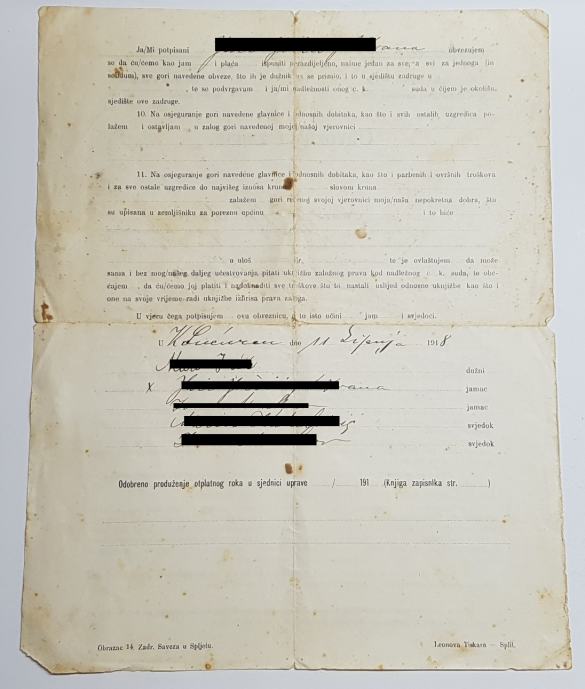 Ja/Mi potpisani obvezujem
so da ću/ćemo kao jam i plaća ispuniti nerazdijeljeno, naime jedan za sve, a svi za jednoga (in
solidum), sve gori navedene obveze, što ih je dužnik na se primio, i to u sjedištu zadruge u
, te se podvrgavam i ja/mi nadležnosti onog c. k. suda u čijem je okolišu,
sjedište ove zadruge.
10. Na osjeguranje gori navedene glavnice i odnosnih dobitaka, kao što i svih ostalih uzgredica po-
lažem i ostavljam u zalog gori navedenoj mojoj/našoj vjerovnici
11. Na osjeguranje gori navedene glavnice i odnosnih dobitaka, kao što i parbenih i ovršnih troškova
i za sve ostale uzgredice do najvišeg iznosa kruna slovom kruna
zalažem gori rečenoj svojoj vjerovnici moja/naša nepokretna dobra, što
su upisana u zemljišniku za poreznu općinu i to biće
u uloš te je ovlaštujem da može
sama i bez mog/našeg daljeg učestvovanja pitati uknjižbu založnog prava kod nadležnog c. k. suda, te obe-
ćajem da ću/ćemo joj platiti i nadoknaditi sve troškove što bi nastali uslijed odnosne uknjižbe kao što i
one na svoje vrijeme radi uknjižbe izbrisa prava zaloga.
U vjeru čega potpisujem ovu obveznicu, a to isto učini jam i svjedoci.
U dne 11 Lipnja 1918
dužni
x jamac
jamac
svjedok
svjedok
Odobreno produženje otplatnog roka u sjednici uprave / 191 (Knjiga zapisnika str. )
Obrazac 14. Zadr. Saveza u Spljetu. Leonova Tiskara — Split.